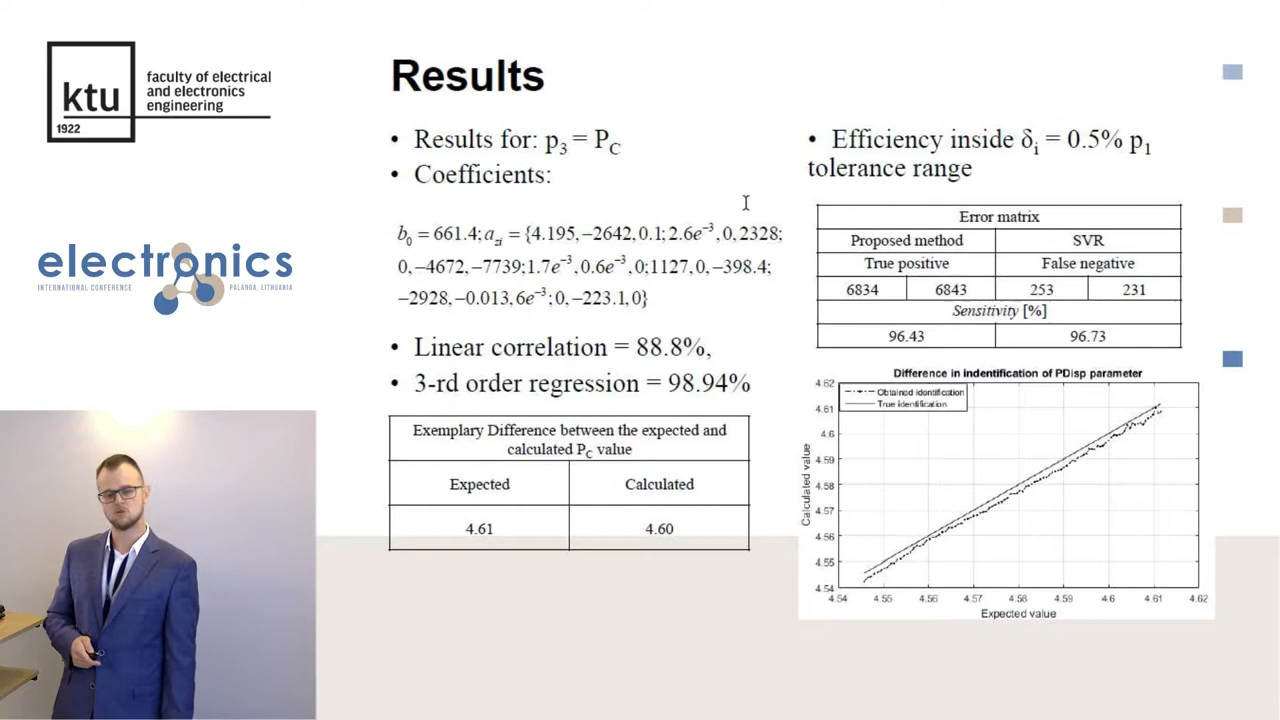 ktu
1922
faculty of electrical
and electronics
engineering
electronics
INTERNATIONAL CONFERENCE
PALANGA, LITHUANIA
Results
• Results for: p₃ = P_C
• Coefficients:
b₀ = 661.4; a_zi = {4.195, −2642, 0.1; 2.6e⁻³, 0, 2328;
0, −4672, −7739; 1.7e⁻³, 0.6e⁻³, 0; 1127, 0, −398.4;
−2928, −0.013, 6e⁻³; 0, −223.1, 0}
• Linear correlation = 88.8%,
• 3-rd order regression = 98.94%
Exemplary Difference between the expected and
calculated P_C value
Expected Calculated
4.61 4.60
• Efficiency inside δᵢ = 0.5% p₁
tolerance range
Error matrix
Proposed method SVR
True positive False negative
6834 6843 253 231
Sensitivity [%]
96.43 96.73
Difference in indentification of PDisp parameter
Obtained identification
True identification
Calculated value
4.62
4.61
4.6
4.59
4.58
4.57
4.56
4.55
4.54
4.54 4.55 4.56 4.57 4.58 4.59 4.6 4.61 4.62
Expected value